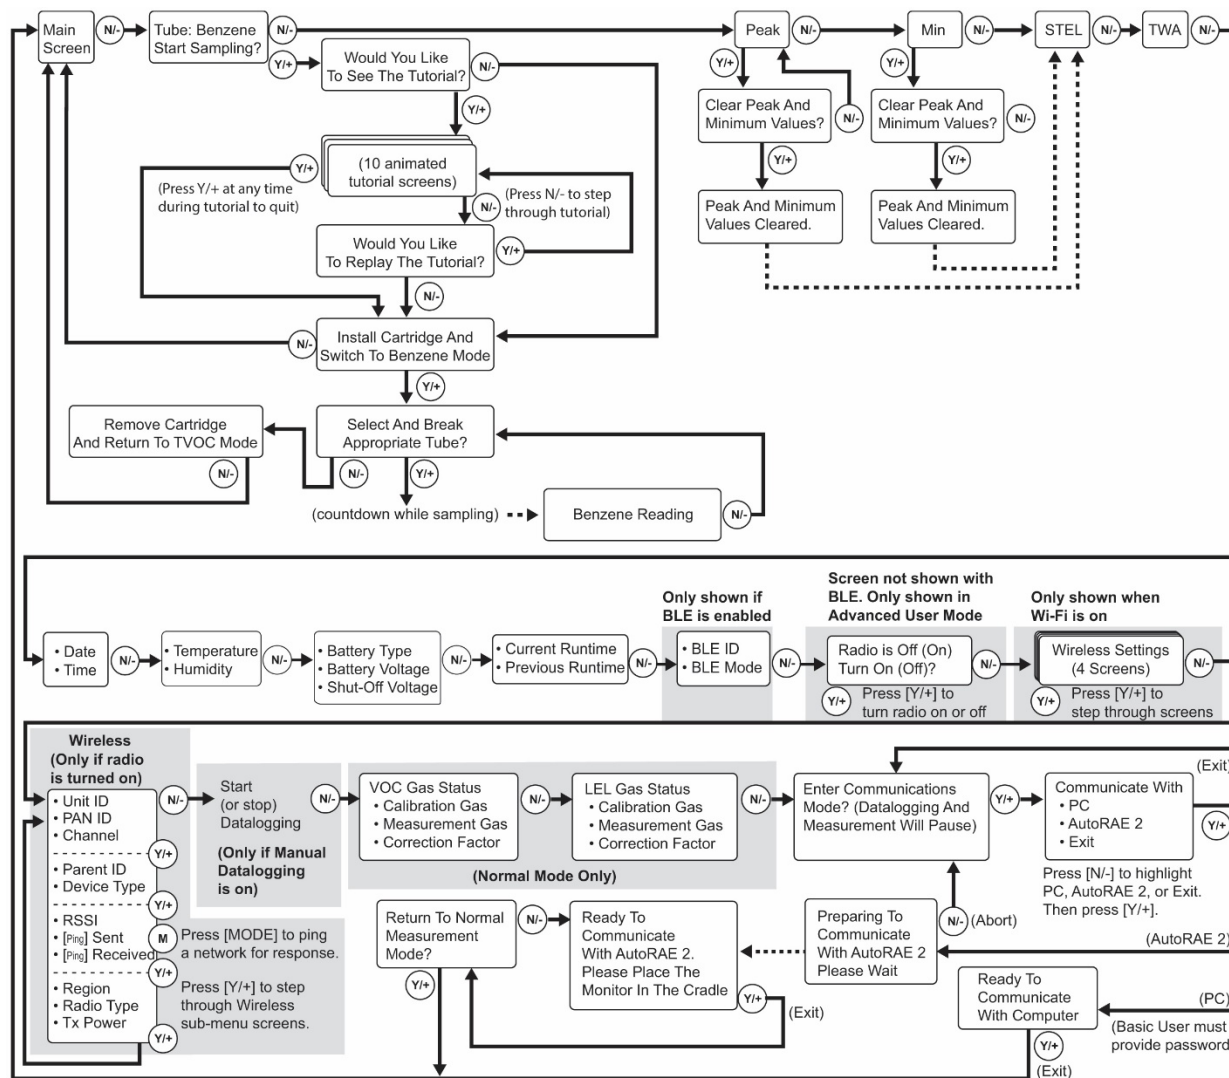 Main
Screen
N/-
Tube: Benzene
Start Sampling?
N/-
Y/+
Would You Like
To See The Tutorial?
N/-
Y/+
(10 animated
tutorial screens)
Y/+
(Press Y/+ at any time
during tutorial to quit)
N/-
(Press N/- to step
through tutorial)
Would You Like
To Replay The Tutorial?
Y/+
N/-
Install Cartridge And
Switch To Benzene Mode
N/-
Y/+
Remove Cartridge
And Return To TVOC Mode
N/-
Select And Break
Appropriate Tube?
N/-
Y/+
(countdown while sampling)
Benzene Reading
N/-
Peak
N/-
Y/+
Clear Peak And
Minimum Values?
N/-
Y/+
Peak And Minimum
Values Cleared.
Min
N/-
Y/+
Clear Peak And
Minimum Values?
N/-
Y/+
Peak And Minimum
Values Cleared.
STEL
N/-
TWA
N/-
• Date
• Time
N/-
• Temperature
• Humidity
N/-
• Battery Type
• Battery Voltage
• Shut-Off Voltage
N/-
• Current Runtime
• Previous Runtime
N/-
Only shown if
BLE is enabled
• BLE ID
• BLE Mode
N/-
Screen not shown with
BLE. Only shown in
Advanced User Mode
Radio is Off (On)
Turn On (Off)?
N/-
Y/+
Press [Y/+] to
turn radio on or off
Only shown when
Wi-Fi is on
Wireless Settings
(4 Screens)
N/-
Y/+
Press [Y/+] to
step through screens
Wireless
(Only if radio
is turned on)
• Unit ID
• PAN ID
• Channel
N/-
Y/+
• Parent ID
• Device Type
Y/+
• RSSI
• [Ping] Sent
• [Ping] Received
M
Press [MODE] to ping
a network for response.
Y/+
• Region
• Radio Type
• Tx Power
Press [Y/+] to step
through Wireless
sub-menu screens.
Y/+
Start
(or stop)
Datalogging
N/-
(Only if Manual
Datalogging
is on)
VOC Gas Status
• Calibration Gas
• Measurement Gas
• Correction Factor
N/-
LEL Gas Status
• Calibration Gas
• Measurement Gas
• Correction Factor
N/-
(Normal Mode Only)
Enter Communications
Mode? (Datalogging And
Measurement Will Pause)
Y/+
Communicate With
• PC
• AutoRAE 2
• Exit
(Exit)
Y/+
Press [N/-] to highlight
PC, AutoRAE 2, or Exit.
Then press [Y/+].
Return To Normal
Measurement
Mode?
N/-
Y/+
Ready To
Communicate
With AutoRAE 2.
Please Place The
Monitor In The Cradle
Y/+
(Exit)
Preparing To
Communicate
With AutoRAE 2
Please Wait
N/-
(Abort)
(AutoRAE 2)
Ready To
Communicate
With Computer
(PC)
(Basic User must
provide password
Y/+
(Exit)